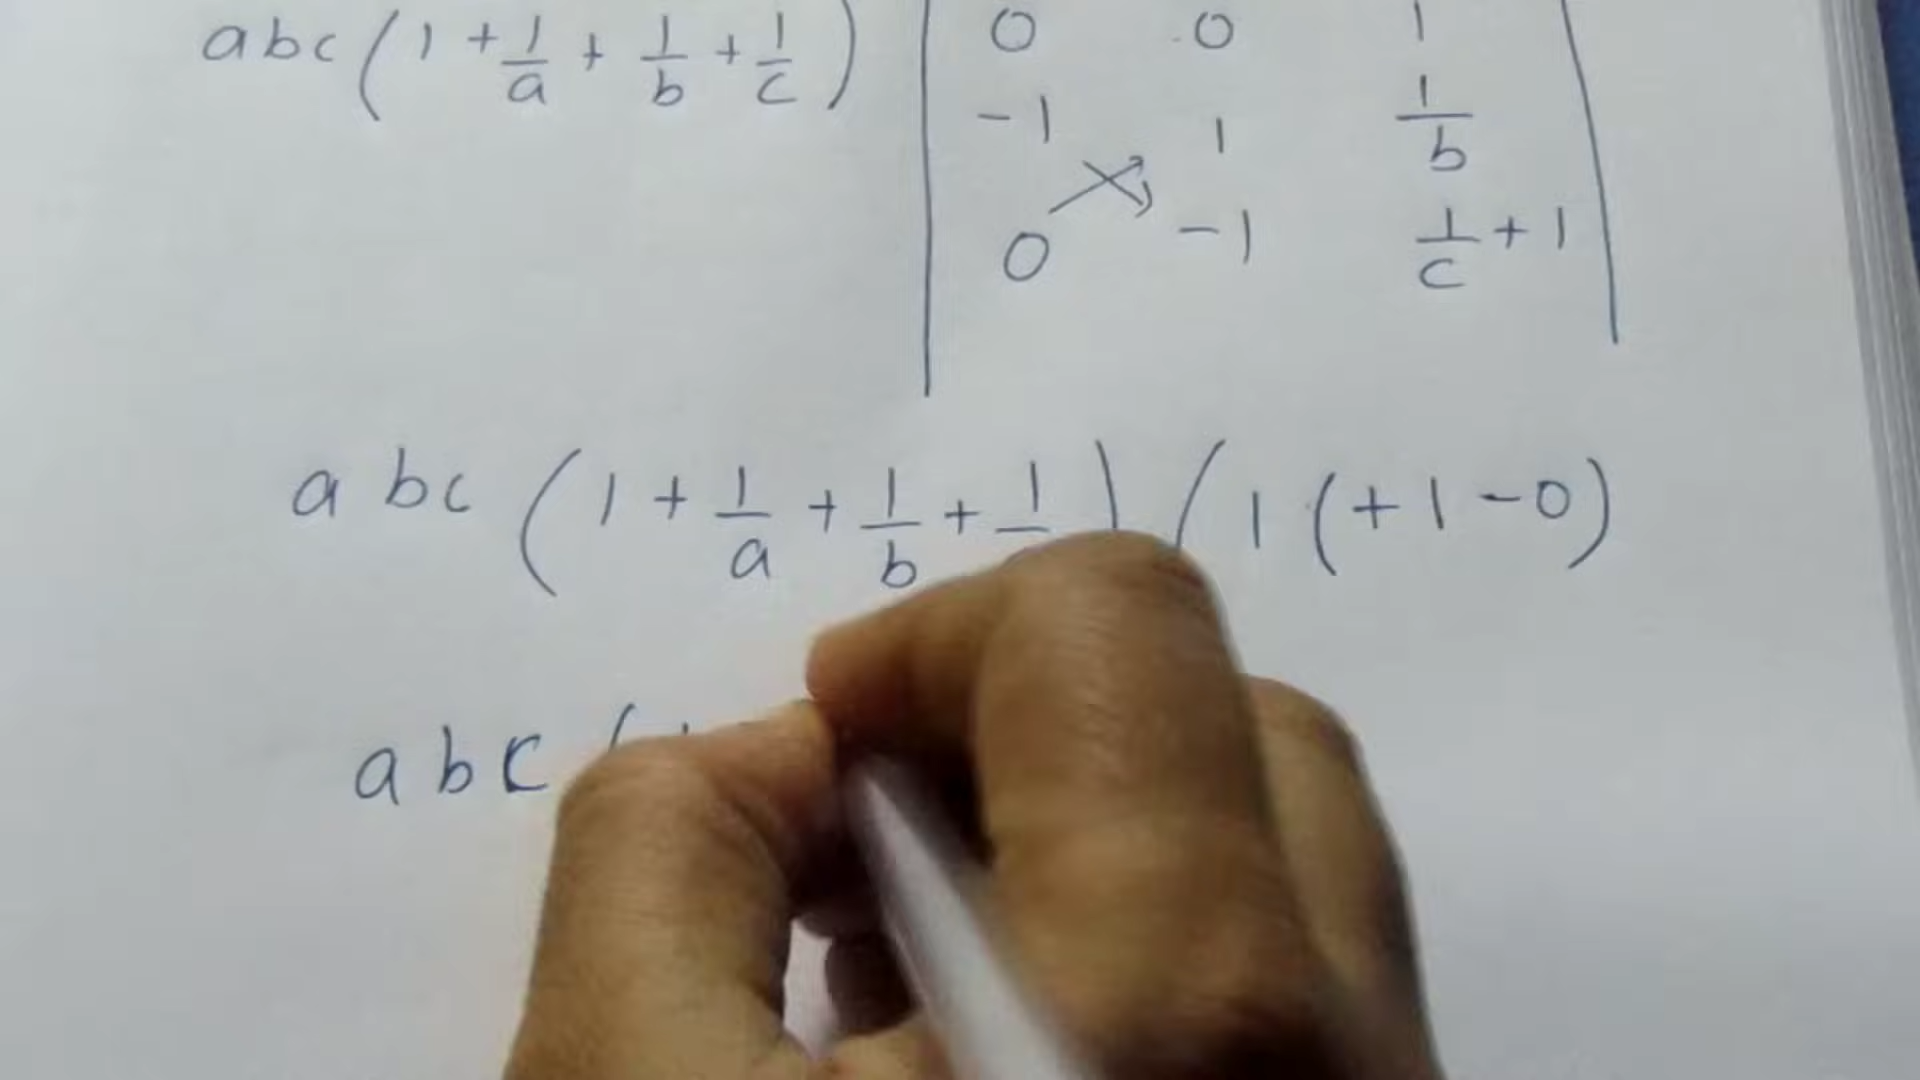 abc(1 + 1/a + 1/b + 1/c) | 0 0 1 |
| -1 1 1/b |
| 0 -1 1/c + 1 |
abc(1 + 1/a + 1/b + 1/ ) (1(+1-0)
abc(